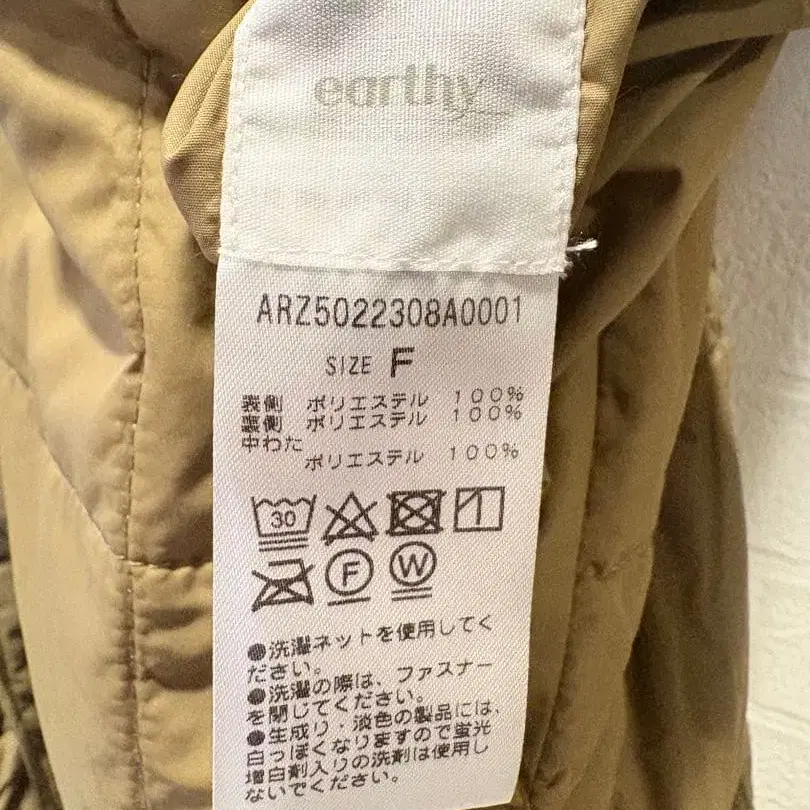 earthy_
ARZ5022308A0001
SIZE F
裏側 ポリエステル 100%
裏側 ポリエステル 100%
中わた
ポリエステル 100%
30
F W
●洗濯ネットを使用してく
ださい。
●洗濯の際は、ファスナー
を閉じてください。
●生成り・淡色の製品には、
白っぽくなりますので蛍光
増白剤入りの洗剤は使用し
ないでください。